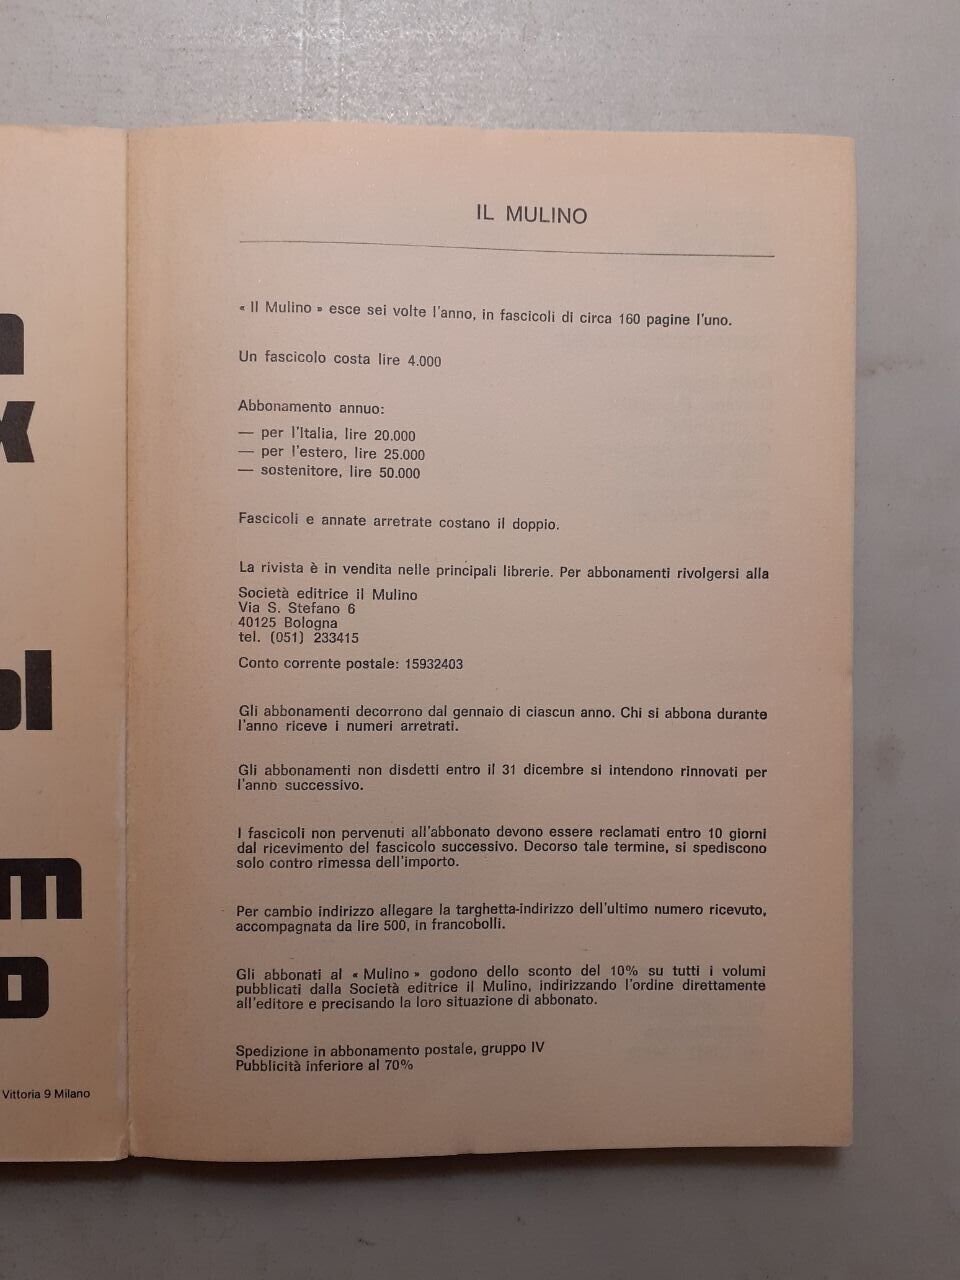 IL MULINO
« Il Mulino » esce sei volte l'anno, in fascicoli di circa 160 pagine l'uno.
Un fascicolo costa lire 4.000
Abbonamento annuo:
— per l'Italia, lire 20.000
— per l'estero, lire 25.000
— sostenitore, lire 50.000
Fascicoli e annate arretrate costano il doppio.
La rivista è in vendita nelle principali librerie. Per abbonamenti rivolgersi alla
Società editrice il Mulino
Via S. Stefano 6
40125 Bologna
tel. (051) 233415
Conto corrente postale: 15932403
Gli abbonamenti decorrono dal gennaio di ciascun anno. Chi si abbona durante
l'anno riceve i numeri arretrati.
Gli abbonamenti non disdetti entro il 31 dicembre si intendono rinnovati per
l'anno successivo.
I fascicoli non pervenuti all'abbonato devono essere reclamati entro 10 giorni
dal ricevimento del fascicolo successivo. Decorso tale termine, si spediscono
solo contro rimessa dell'importo.
Per cambio indirizzo allegare la targhetta-indirizzo dell'ultimo numero ricevuto,
accompagnata da lire 500, in francobolli.
Gli abbonati al « Mulino » godono dello sconto del 10% su tutti i volumi
pubblicati dalla Società editrice il Mulino, indirizzando l'ordine direttamente
all'editore e precisando la loro situazione di abbonato.
Spedizione in abbonamento postale, gruppo IV
Pubblicità inferiore al 70%
Vittoria 9 Milano